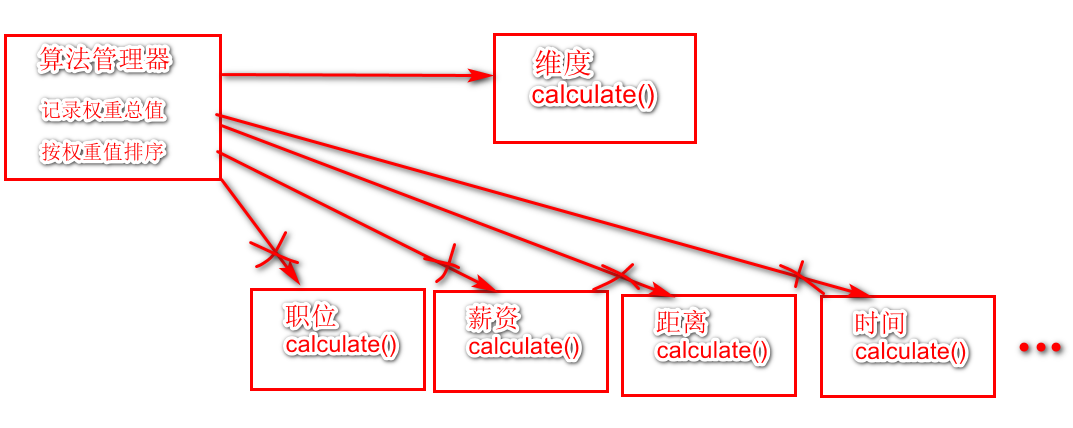 算法管理器
记录权重总值
按权重值排序
维度
calculate()
职位
calculate()
薪资
calculate()
距离
calculate()
时间
calculate()